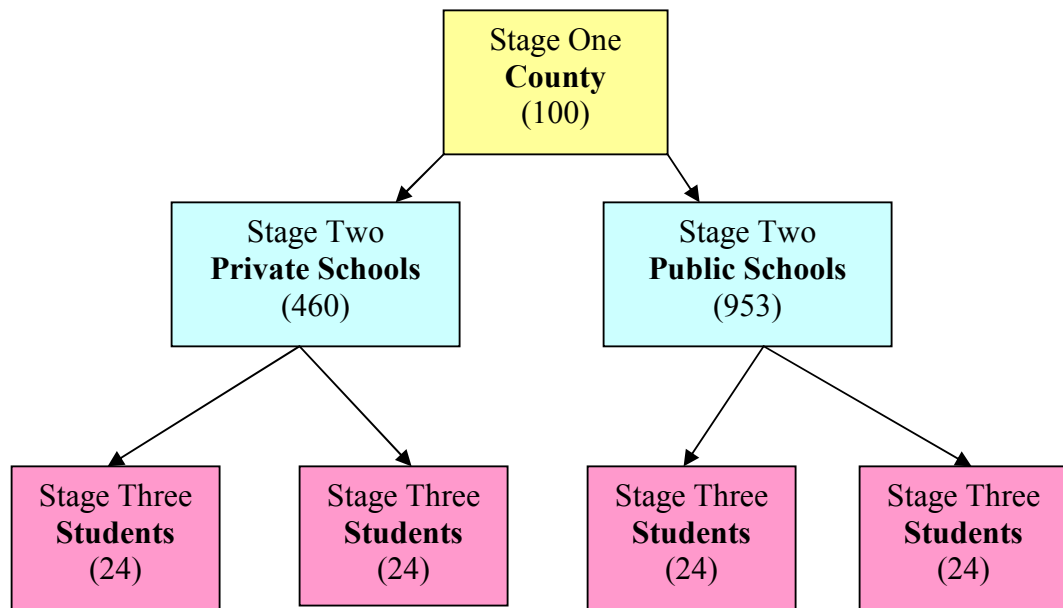 Stage One
County
(100)
Stage Two
Private Schools
(460)
Stage Two
Public Schools
(953)
Stage Three
Students
(24)
Stage Three
Students
(24)
Stage Three
Students
(24)
Stage Three
Students
(24)